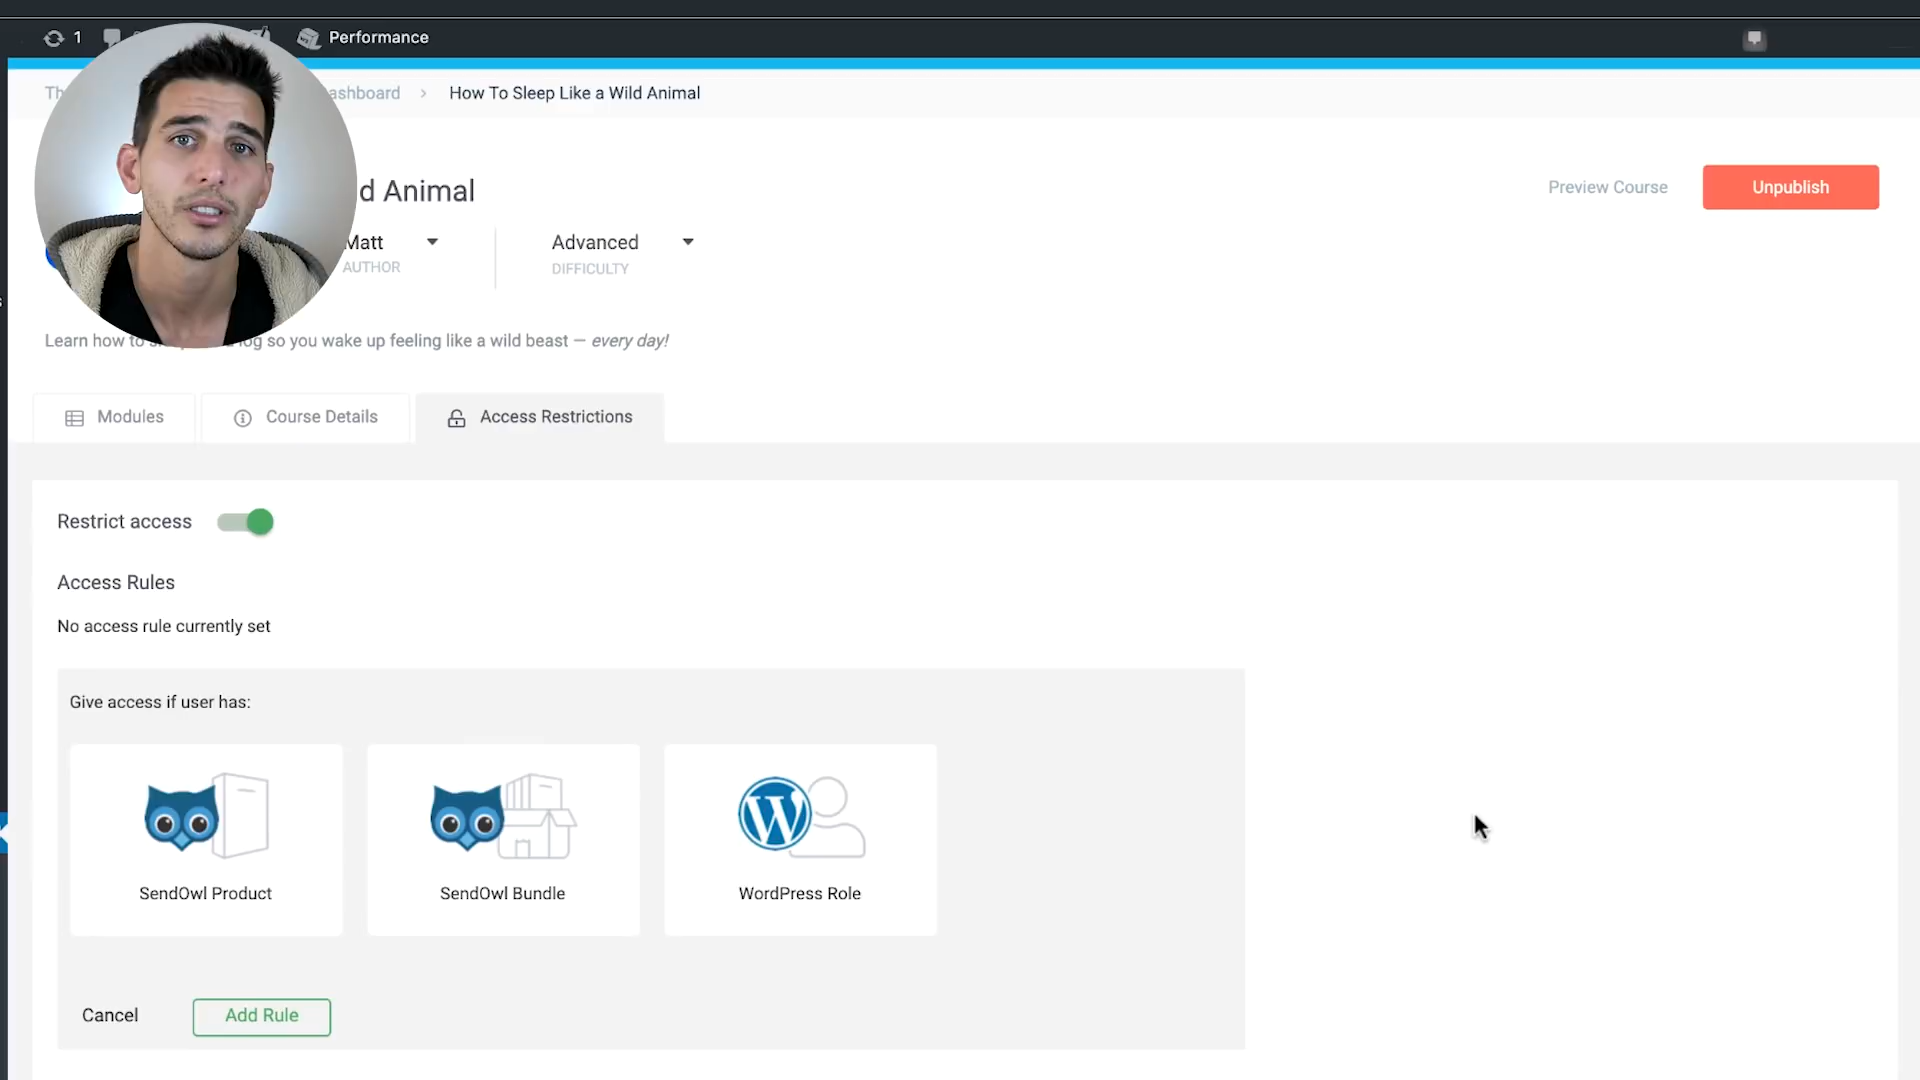 1
Performance
Th
ashboard > How To Sleep Like a Wild Animal
d Animal
Preview Course
Unpublish
Matt
AUTHOR
Advanced
DIFFICULTY
Learn how to
log so you wake up feeling like a wild beast — every day!
Modules
Course Details
Access Restrictions
Restrict access
Access Rules
No access rule currently set
Give access if user has:
SendOwl Product
SendOwl Bundle
WordPress Role
Cancel
Add Rule